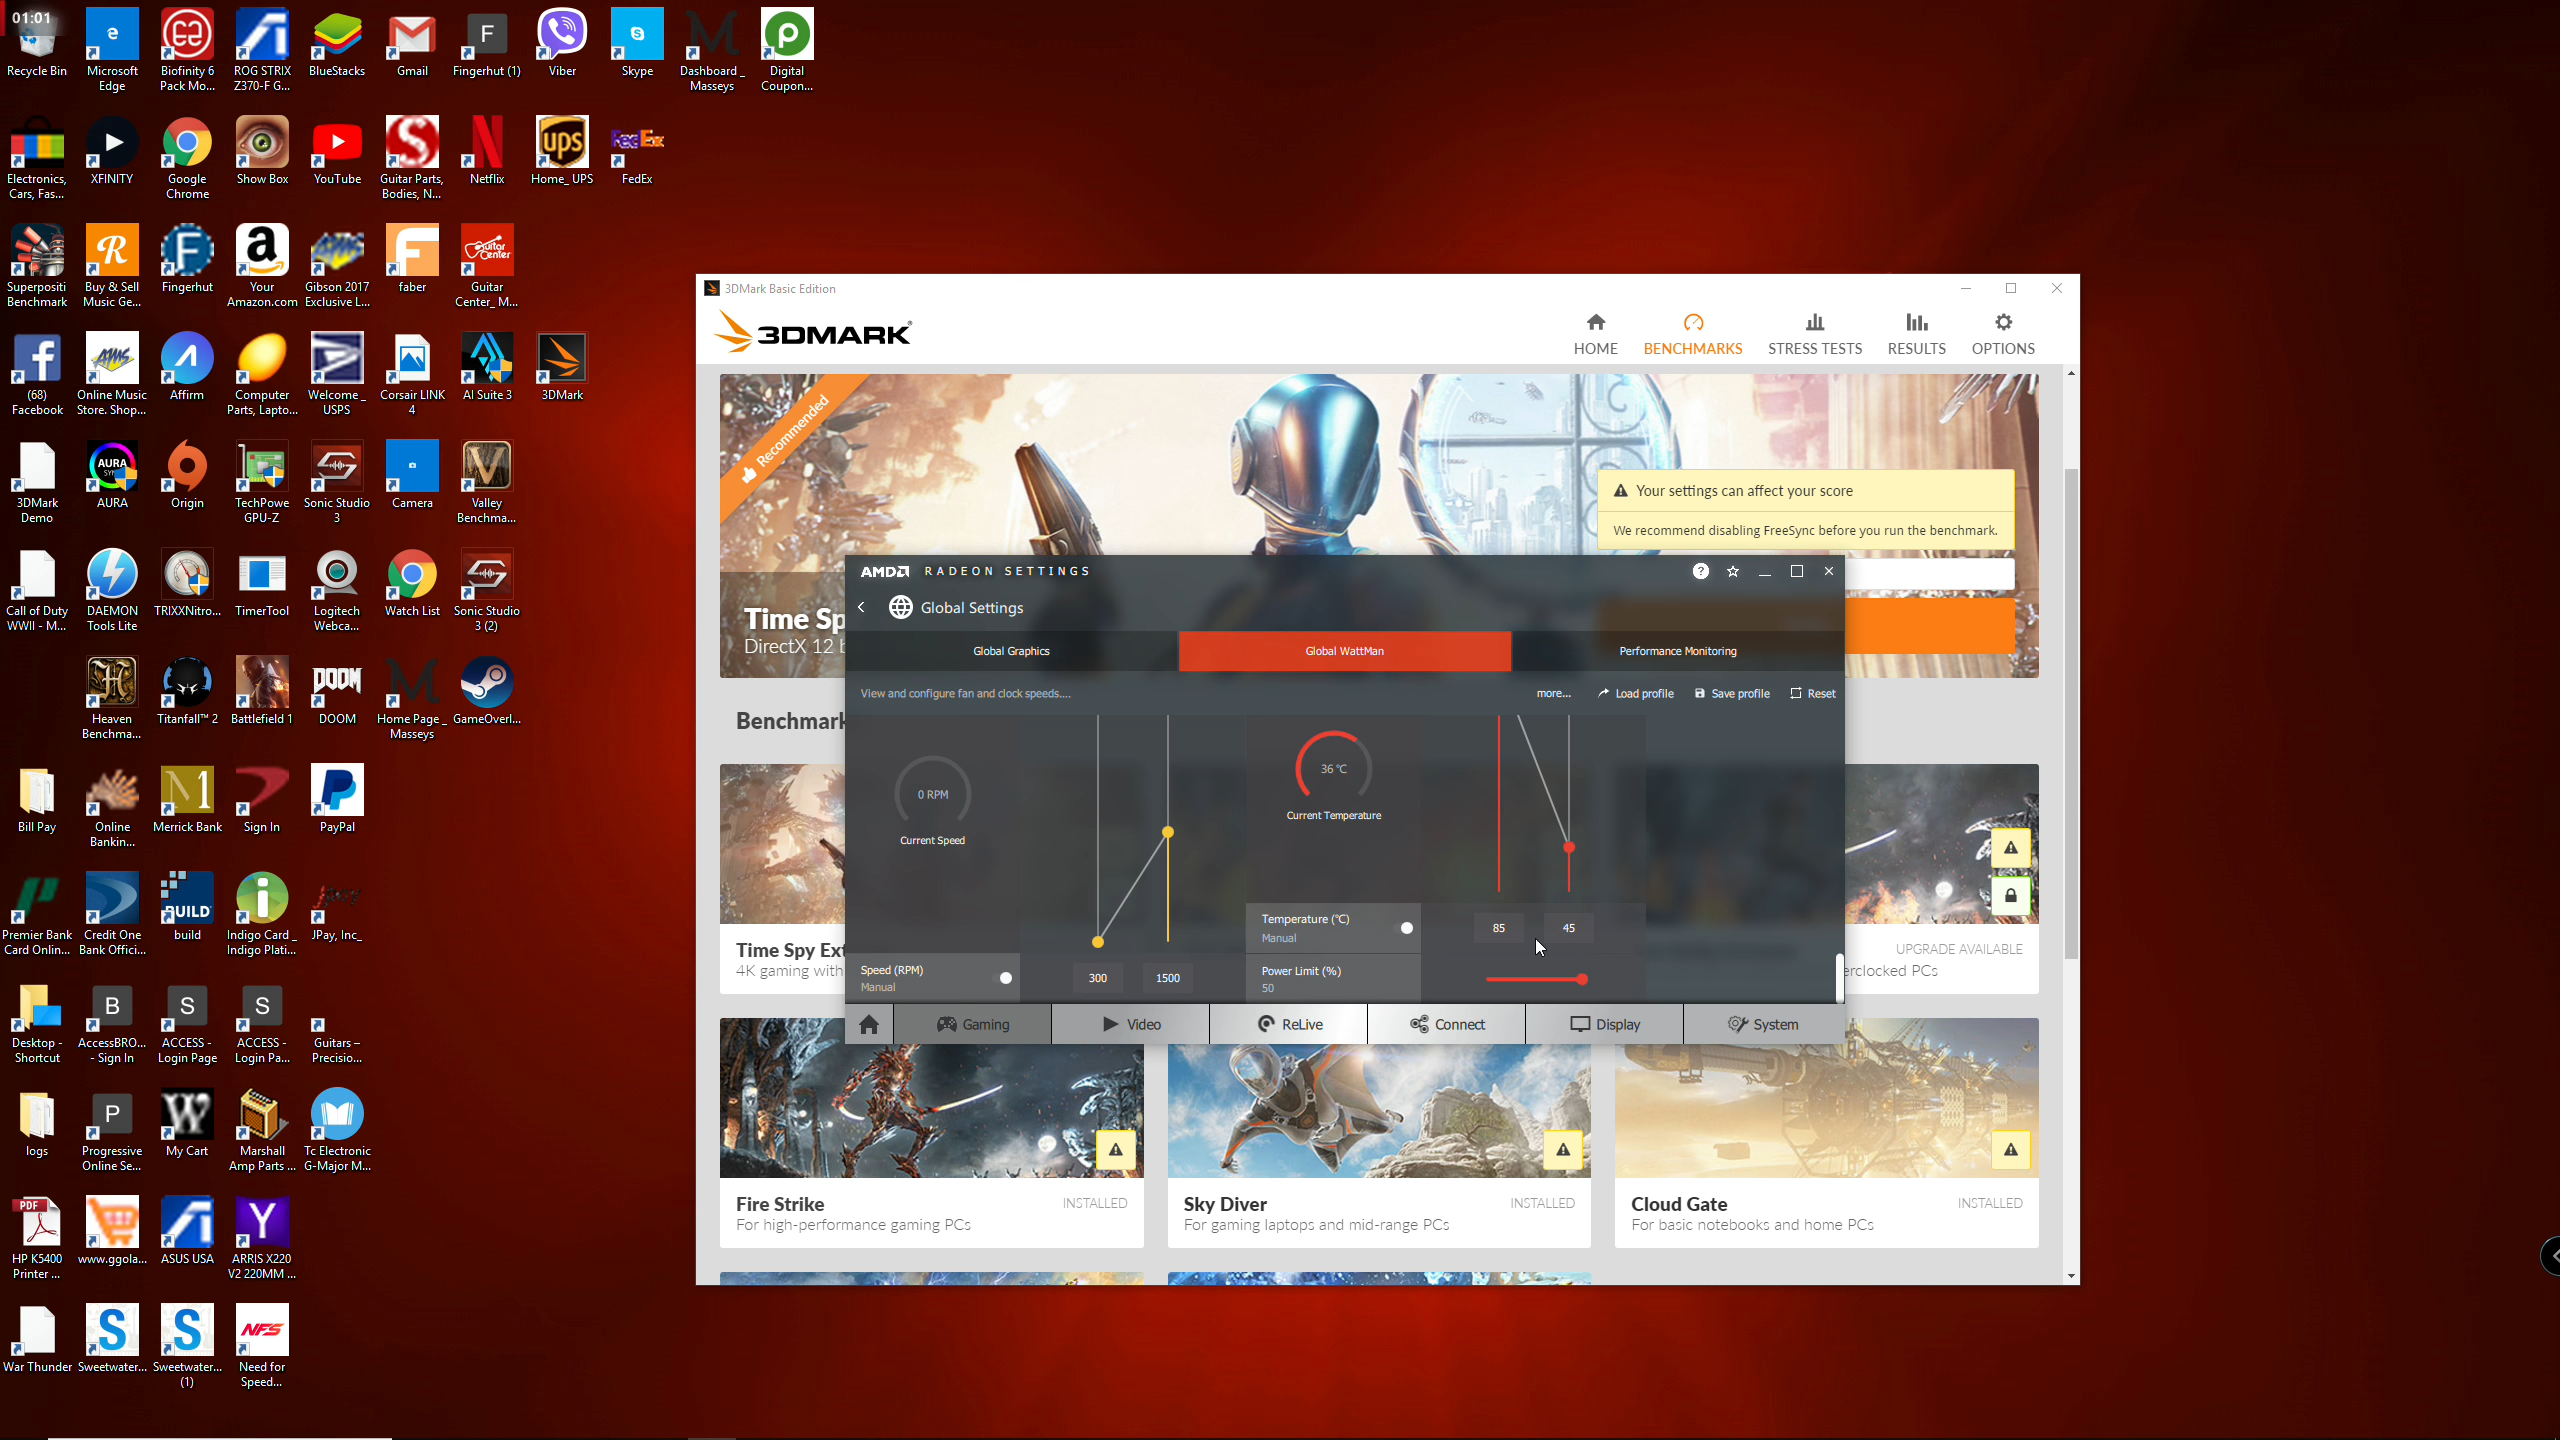 01:01
Recycle Bin
Microsoft
Edge
Biofinity 6
Pack Mo...
ROG STRIX
Z370-F G...
BlueStacks
Gmail
F
Fingerhut (1)
Viber
Skype
Dashboard _
Masseys
Digital
Coupon...
Electronics,
Cars, Fas...
XFINITY
Google
Chrome
Show Box
YouTube
Guitar Parts,
Bodies, N...
Netflix
ups
Home_ UPS
FedEx
FedEx
Superpositi
Benchmark
Buy & Sell
Music Ge...
Fingerhut
Your
Amazon.com
Gibson 2017
Exclusive L...
faber
Guitar
Center_ M...
(68)
Facebook
Online Music
Store. Shop...
Affirm
Computer
Parts, Lapto...
Welcome _
USPS
Corsair LINK
4
AI Suite 3
3DMark
3DMark
Demo
AURA
AURA
Origin
TechPowe
GPU-Z
Sonic Studio
3
Camera
Valley
Benchma...
Call of Duty
WWII - M...
DAEMON
Tools Lite
TRIXXNitro...
TimerTool
Logitech
Webca...
Watch List
Sonic Studio
3 (2)
Heaven
Benchma...
Titanfall™ 2
Battlefield 1
DOOM
DOOM
Home Page _
Masseys
GameOverl...
Bill Pay
Online
Bankin...
Merrick Bank
Sign In
PayPal
Premier Bank
Card Onlin...
Credit One
Bank Offici...
BUILD
build
Indigo Card _
Indigo Plati...
JPay, Inc_
Desktop -
Shortcut
B
AccessBRO...
- Sign In
S
ACCESS -
Login Page
S
ACCESS -
Login Pa...
Guitars –
Precisio...
logs
P
Progressive
Online Se...
My Cart
Marshall
Amp Parts ...
Tc Electronic
G-Major M...
PDF
HP K5400
Printer ...
www.ggola...
ASUS USA
ARRIS X220
V2 220MM ...
War Thunder
Sweetwater...
Sweetwater...
(1)
NFS
Need for
Speed...
3DMark Basic Edition
3DMARK
HOME
BENCHMARKS
STRESS TESTS
RESULTS
OPTIONS
Recommended
Your settings can affect your score
We recommend disabling FreeSync before you run the benchmark.
Time Sp
DirectX 12 b
Benchmark
AMD RADEON SETTINGS
Global Settings
Global Graphics
Global WattMan
Performance Monitoring
View and configure fan and clock speeds....
more...
Load profile
Save profile
Reset
0 RPM
Current Speed
36 °C
Current Temperature
Speed (RPM)
Manual
300
1500
Temperature (°C)
Manual
85
45
Power Limit (%)
50
Gaming
Video
ReLive
Connect
Display
System
Time Spy Ext
4K gaming with
UPGRADE AVAILABLE
erclocked PCs
Fire Strike
INSTALLED
For high-performance gaming PCs
Sky Diver
INSTALLED
For gaming laptops and mid-range PCs
Cloud Gate
INSTALLED
For basic notebooks and home PCs